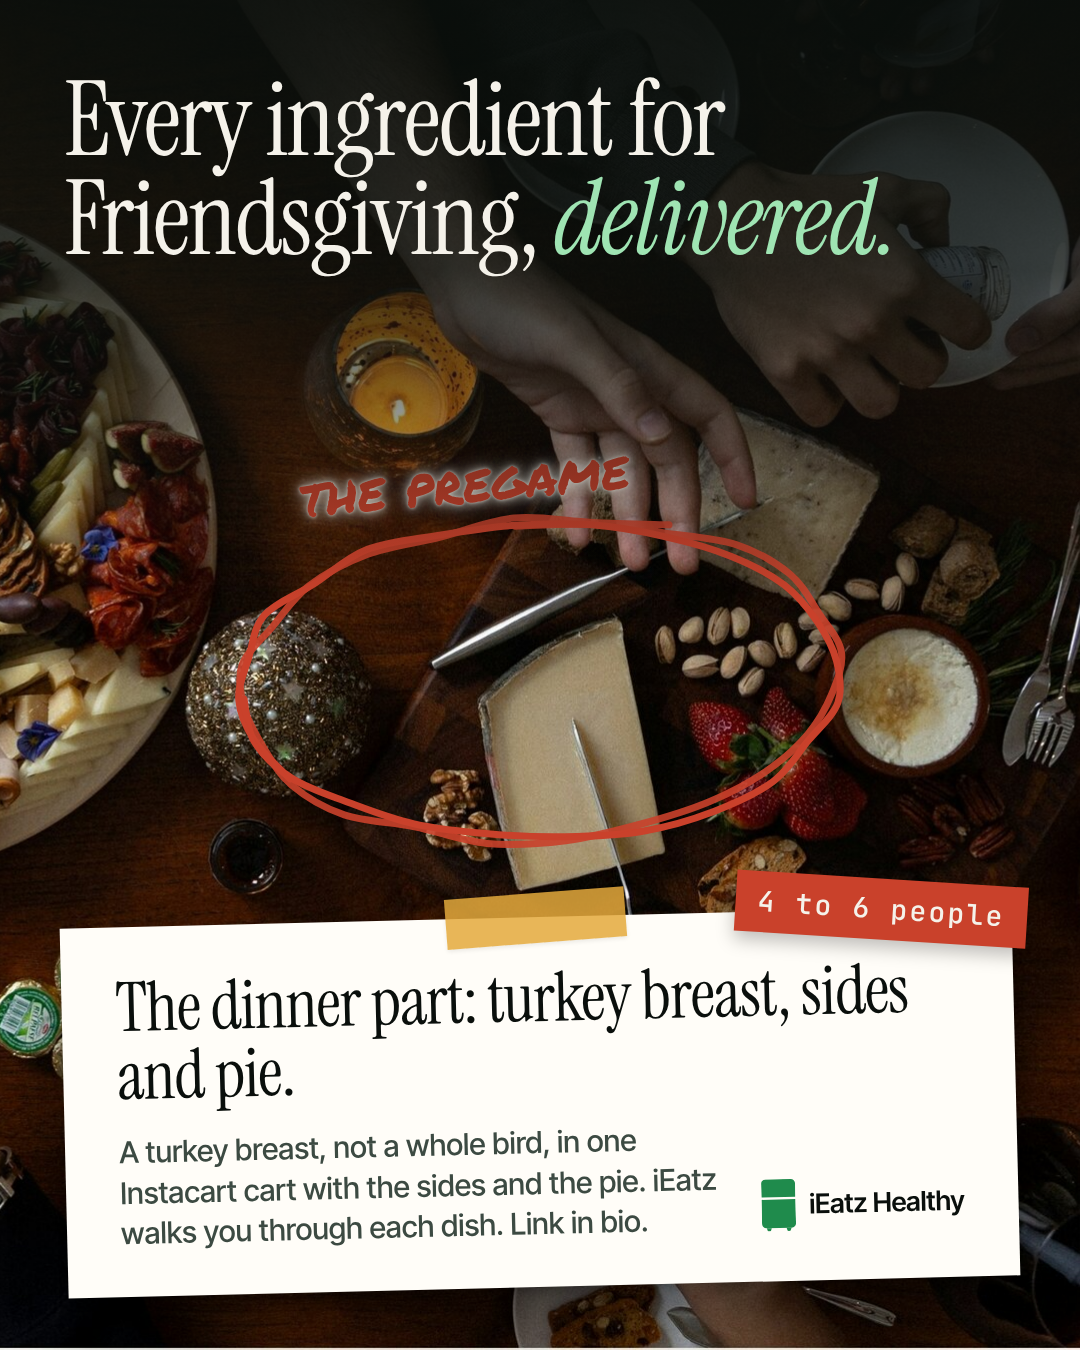 Every ingredient for
Friendsgiving, delivered.
THE PREGAME
4 to 6 people
The dinner part: turkey breast, sides
and pie.
A turkey breast, not a whole bird, in one
Instacart cart with the sides and the pie. iEatz
walks you through each dish. Link in bio.
iEatz Healthy